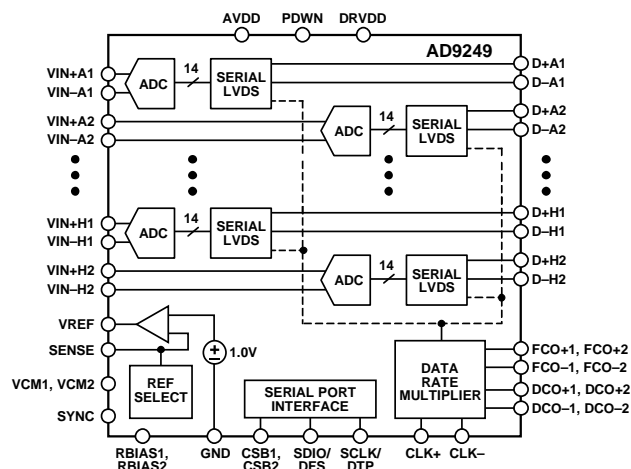 AVDD PDWN DRVDD
AD9249
VIN+A1
VIN–A1
ADC
14
SERIAL
LVDS
D+A1
D–A1
VIN+A2
VIN–A2
ADC
14
SERIAL
LVDS
D+A2
D–A2
VIN+H1
VIN–H1
ADC
14
SERIAL
LVDS
D+H1
D–H1
VIN+H2
VIN–H2
ADC
14
SERIAL
LVDS
D+H2
D–H2
VREF
SENSE
1.0V
VCM1, VCM2
SYNC
REF
SELECT
SERIAL PORT
INTERFACE
DATA
RATE
MULTIPLIER
FCO+1, FCO+2
FCO–1, FCO–2
DCO+1, DCO+2
DCO–1, DCO–2
RBIAS1,
RBIAS2
GND
CSB1,
CSB2
SDIO/
DFS
SCLK/
DTP
CLK+
CLK–